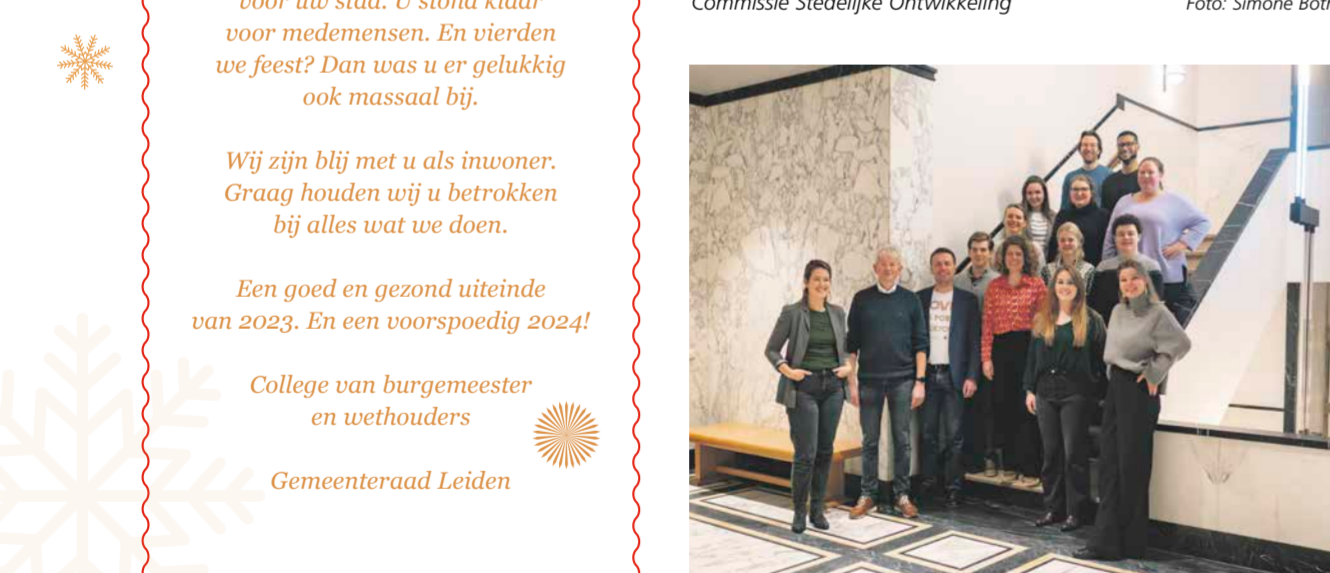 voor uw stad. U stond klaar
voor medemensen. En vierden
we feest? Dan was u er gelukkig
ook massaal bij.
Wij zijn blij met u als inwoner.
Graag houden wij u betrokken
bij alles wat we doen.
Een goed en gezond uiteinde
van 2023. En een voorspoedig 2024!
College van burgemeester
en wethouders
Gemeenteraad Leiden
Commissie Stedelijke Ontwikkeling
Foto: Simone